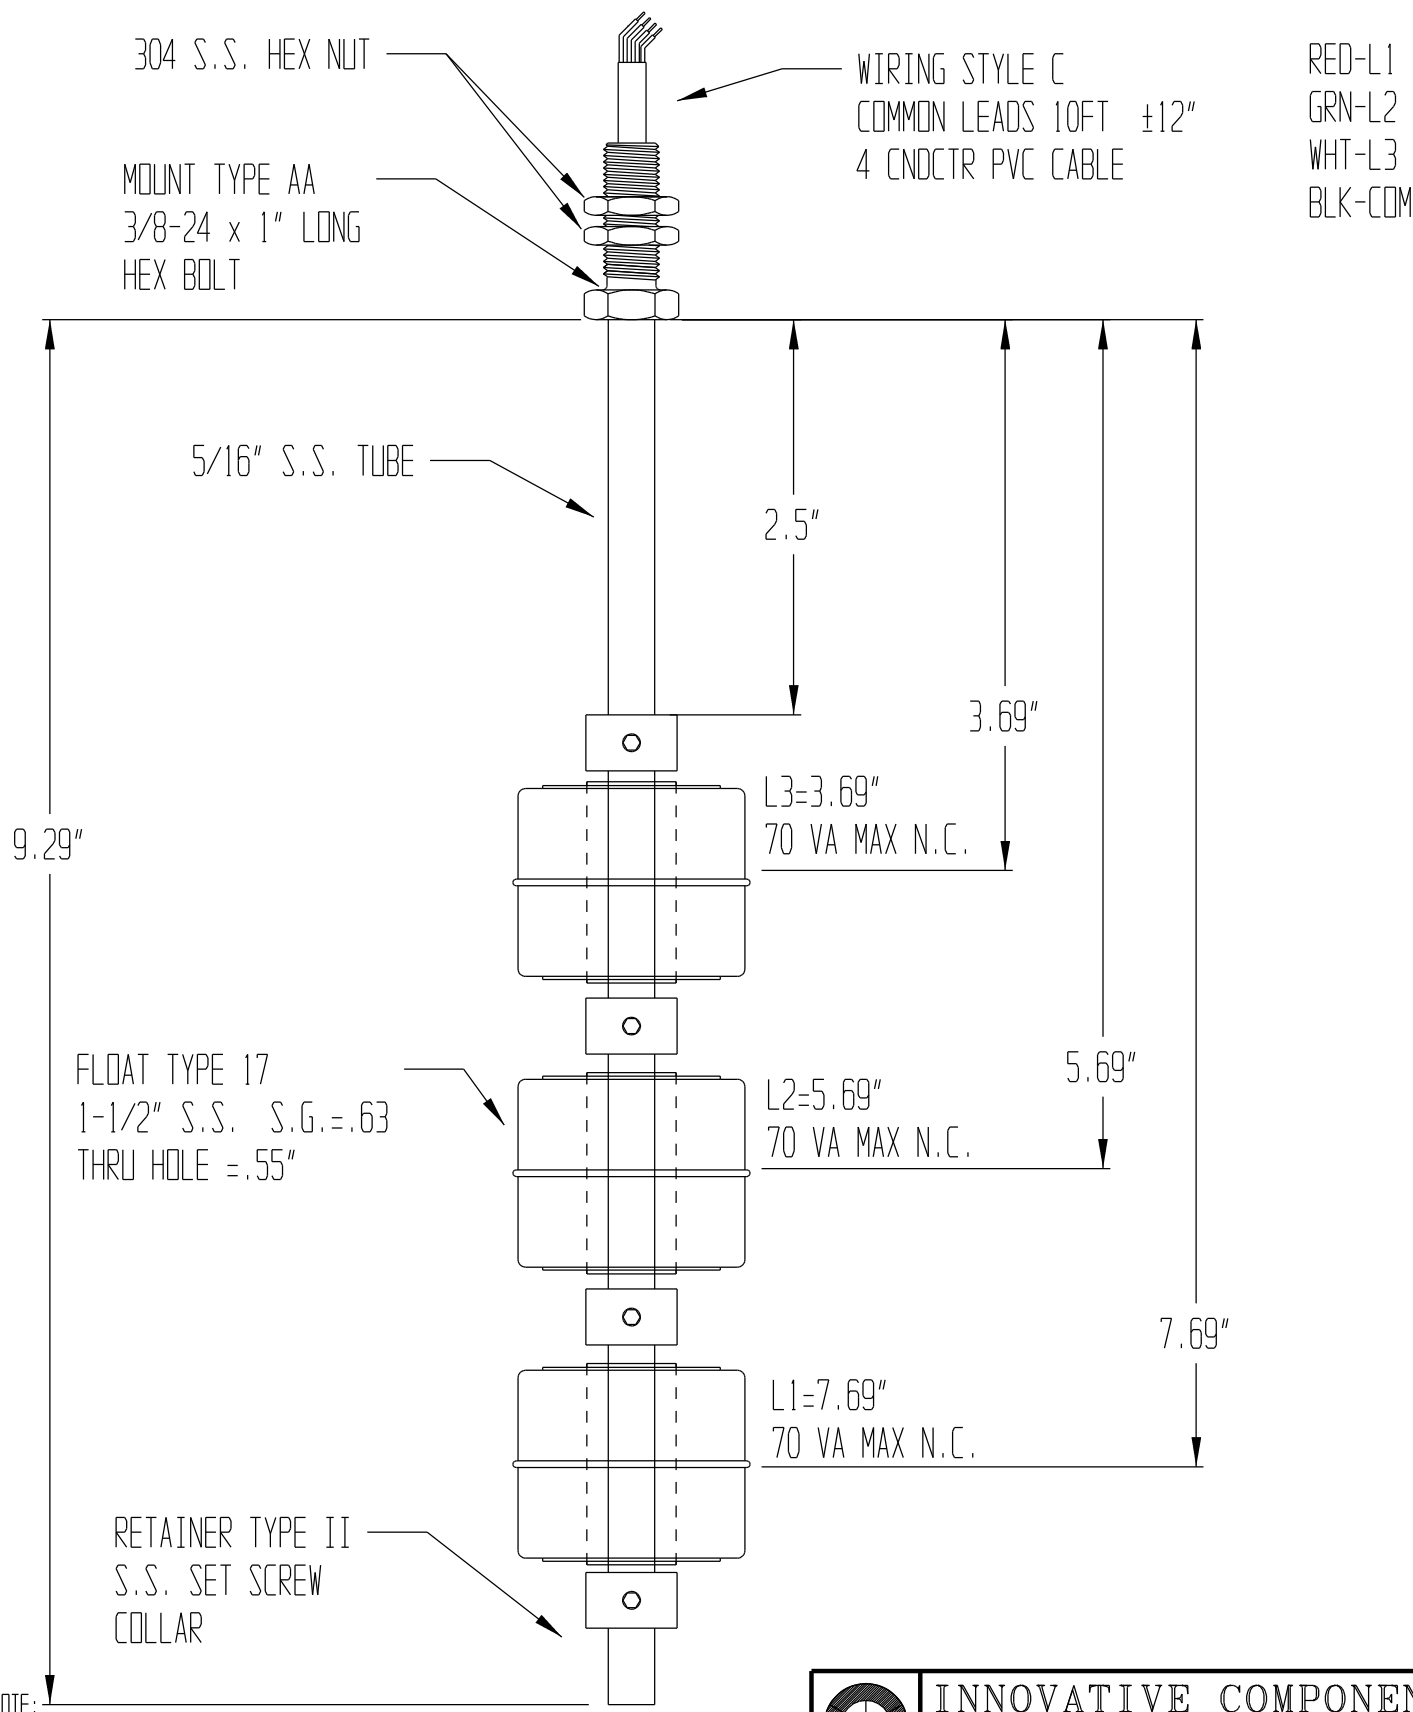 304 S.S. HEX NUT
WIRING STYLE C
COMMON LEADS 10FT ±12"
4 CNDCTR PVC CABLE
RED-L1
GRN-L2
WHT-L3
BLK-COM
MOUNT TYPE AA
3/8-24 x 1" LONG
HEX BOLT
5/16" S.S. TUBE
2.5"
3.69"
L3=3.69"
70 VA MAX N.C.
9.29"
FLOAT TYPE 17
1-1/2" S.S. S.G.=.63
THRU HOLE =.55"
5.69"
L2=5.69"
70 VA MAX N.C.
7.69"
L1=7.69"
70 VA MAX N.C.
RETAINER TYPE II
S.S. SET SCREW
COLLAR
OTE:
INNOVATIVE COMPONEN